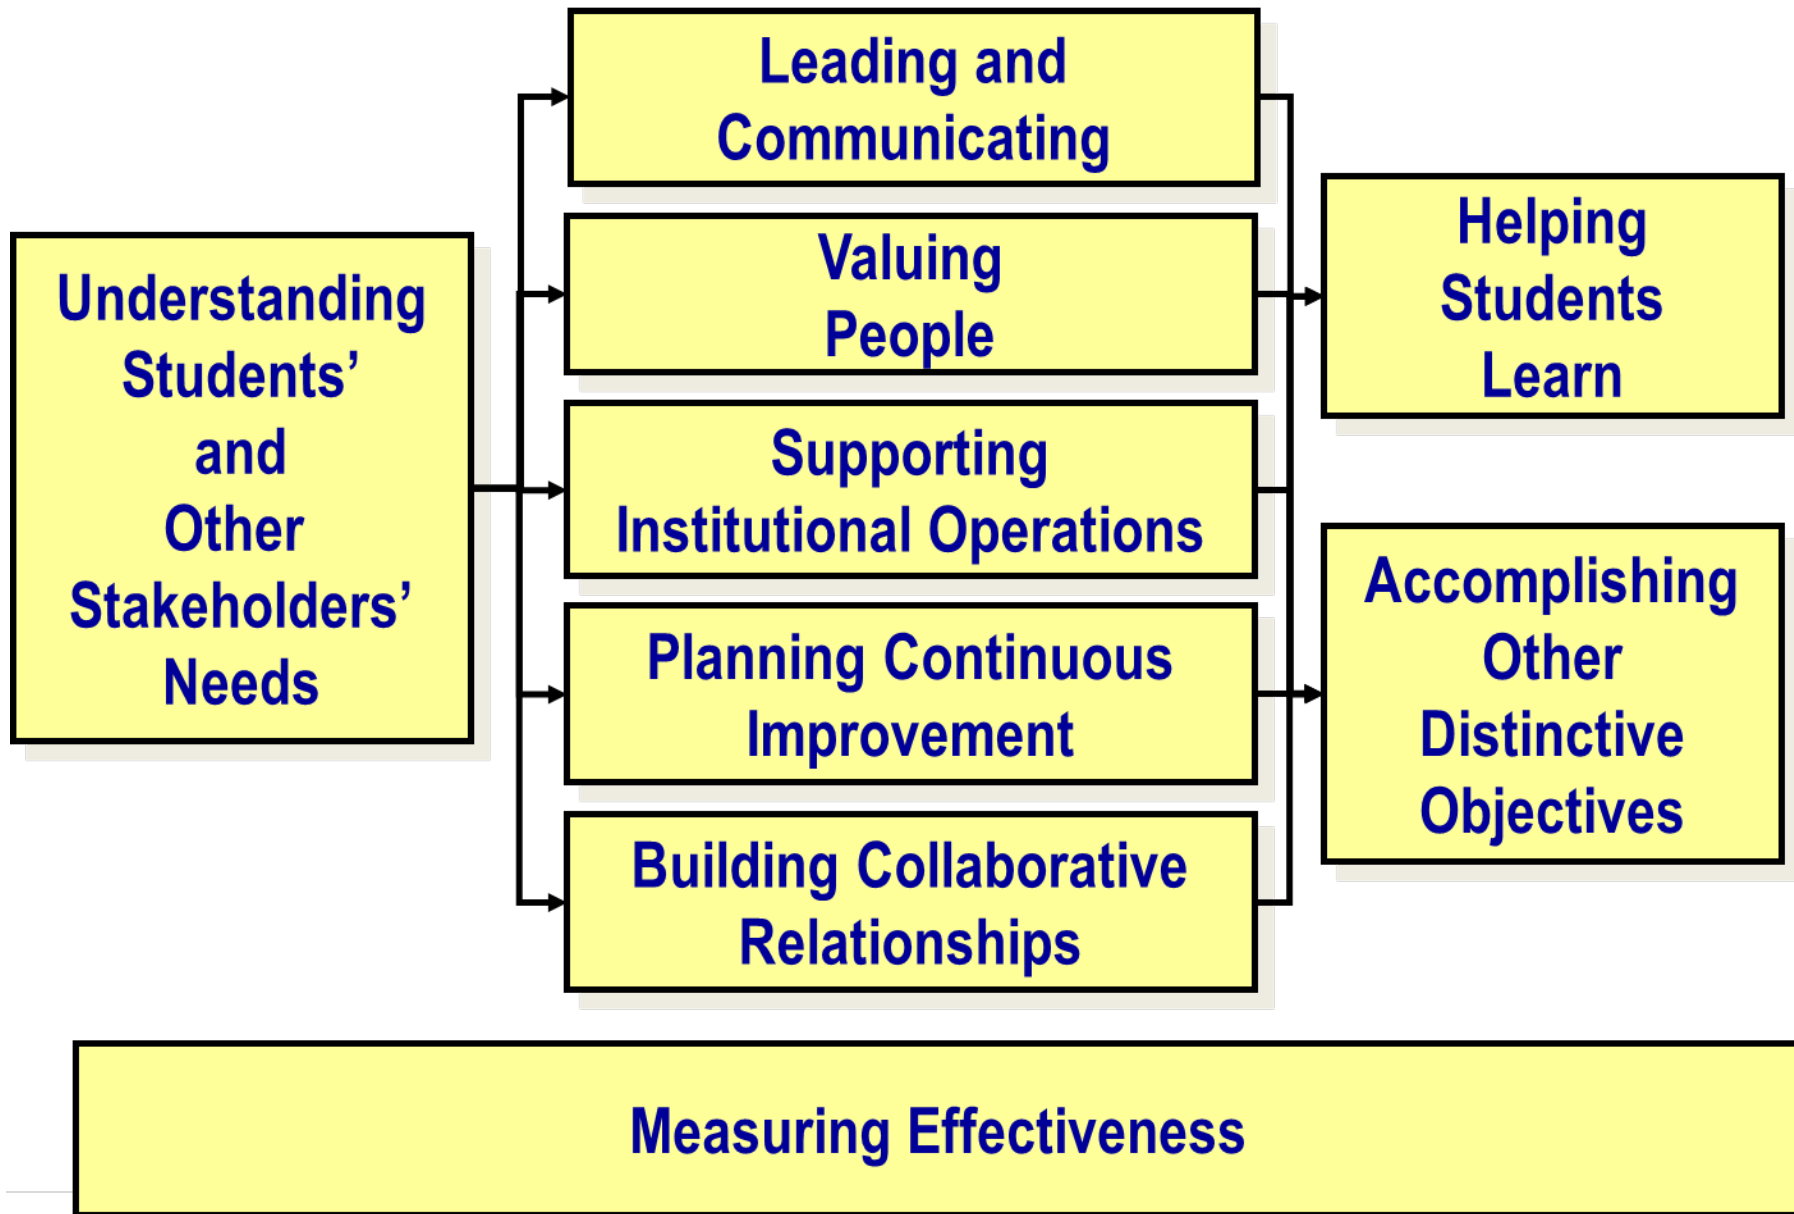 Understanding
Students’
and
Other
Stakeholders’
Needs
Leading and
Communicating
Valuing
People
Supporting
Institutional Operations
Planning Continuous
Improvement
Building Collaborative
Relationships
Helping
Students
Learn
Accomplishing
Other
Distinctive
Objectives
Measuring Effectiveness